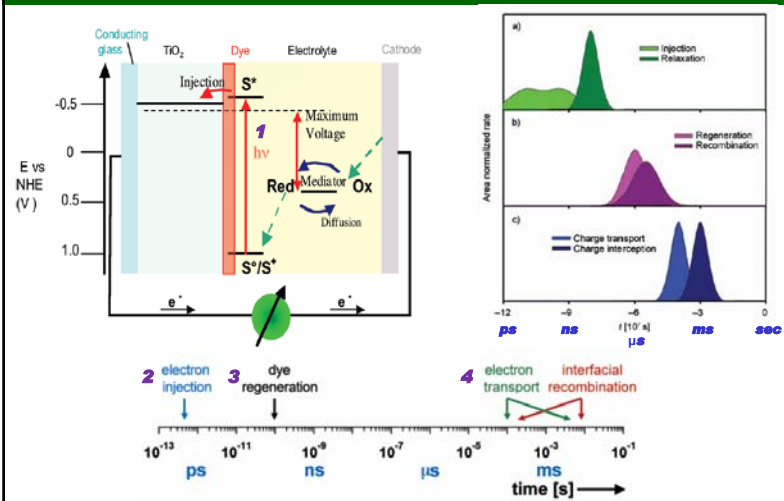 Conducting
glass
TiO2
Dye
Electrolyte
Cathode
Injection
S*
-0.5
0
0.5
1.0
E vs
NHE
(V )
1
hν
Maximum
Voltage
Red
Mediator
Ox
Diffusion
S°/S+
e-
e-
a)
Injection
Relaxation
b)
Regeneration
Recombination
c)
Charge transport
Charge interception
Area normalized rate
-12
-9
-6
-3
0
t [10^t s]
ps
ns
µs
ms
sec
2 electron
injection
3 dye
regeneration
4 electron
transport
interfacial
recombination
10^-13
10^-11
10^-9
10^-7
10^-5
10^-3
10^-1
ps
ns
µs
ms
time [s]